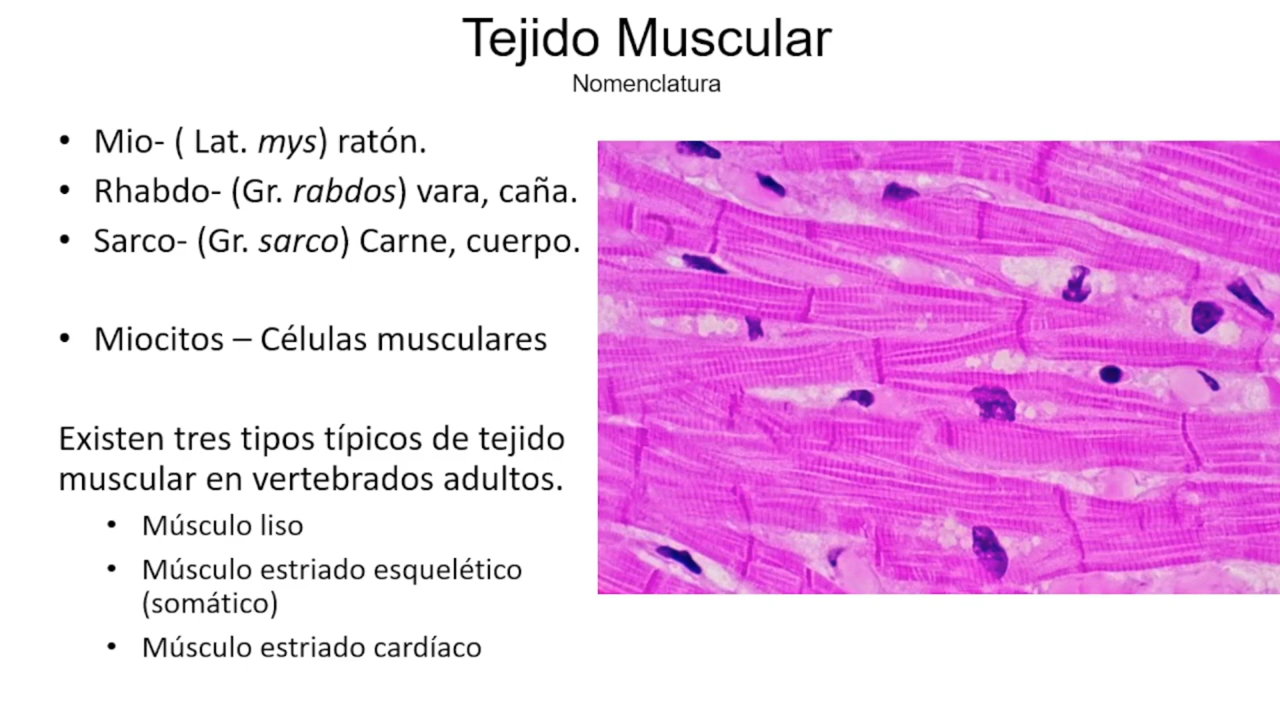 Tejido Muscular
Nomenclatura
• Mio- ( Lat. mys) ratón.
• Rhabdo- (Gr. rabdos) vara, caña.
• Sarco- (Gr. sarco) Carne, cuerpo.
• Miocitos – Células musculares
Existen tres tipos típicos de tejido
muscular en vertebrados adultos.
• Músculo liso
• Músculo estriado esquelético
(somático)
• Músculo estriado cardíaco